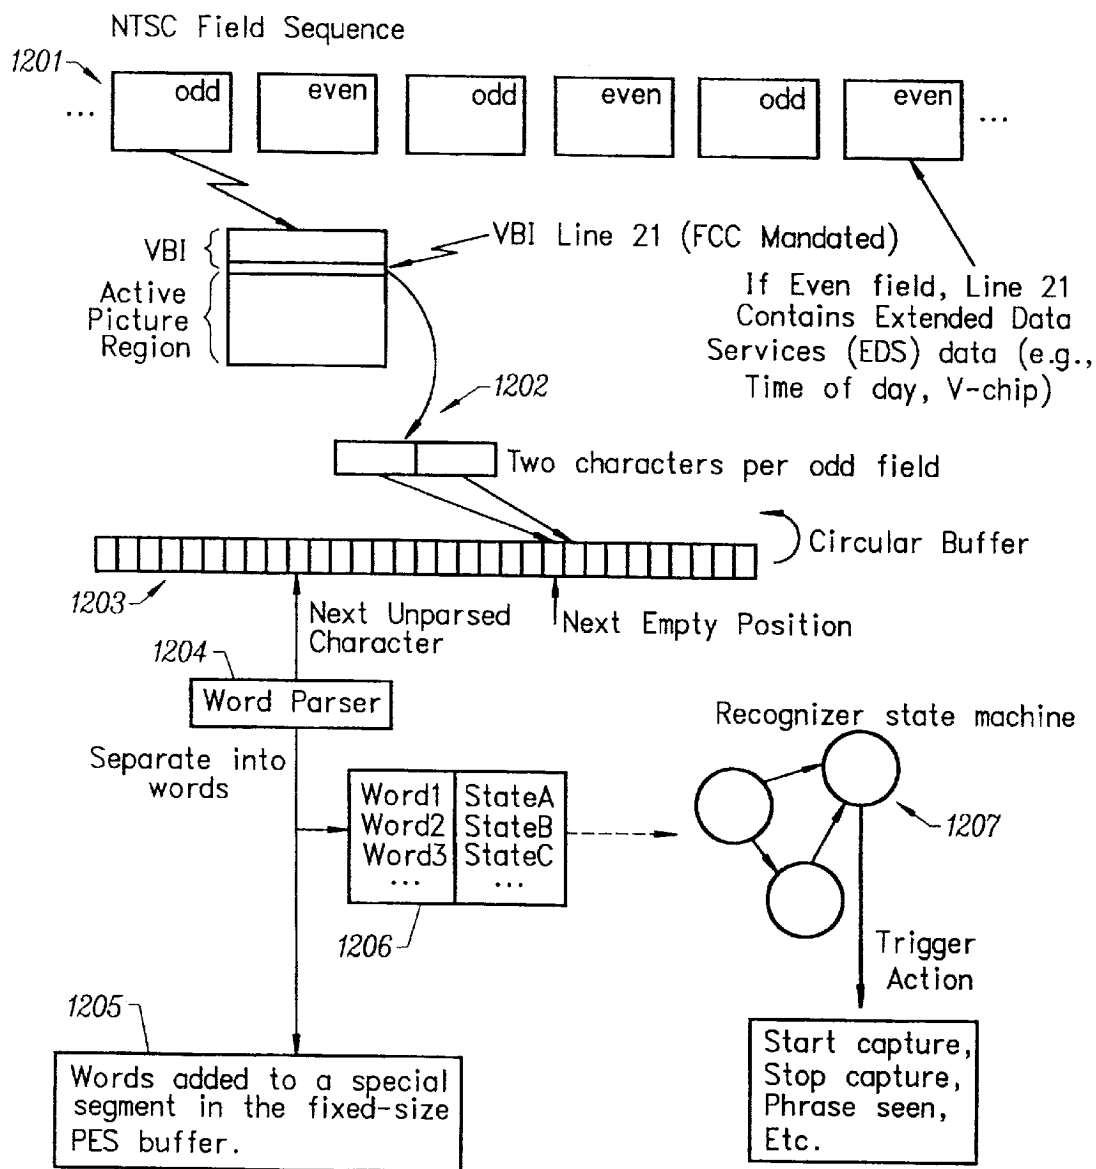 NTSC Field Sequence
1201
... odd even odd even odd even ...
VBI
VBI Line 21 (FCC Mandated)
Active
Picture
Region
If Even field, Line 21
Contains Extended Data
Services (EDS) data (e.g.,
Time of day, V-chip)
1202
Two characters per odd field
Circular Buffer
1203
Next Unparsed
Character
Next Empty Position
1204
Word Parser
Separate into
words
Recognizer state machine
Word1 StateA
Word2 StateB
Word3 StateC
... ...
1206
1207
Trigger
Action
1205
Words added to a special
segment in the fixed-size
PES buffer.
Start capture,
Stop capture,
Phrase seen,
Etc.